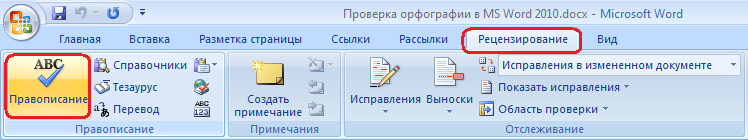 Проверка орфографии в MS Word 2010.docx - Microsoft Word
Главная Вставка Разметка страницы Ссылки Рассылки Рецензирование Вид
ABC
Правописание
Справочники
Тезаурус
Перевод
ABC
123
Правописание
Создать
примечание
Примечания
Исправления
Выноски
Исправления в измененном документе
Показать исправления
Область проверки
Отслеживание